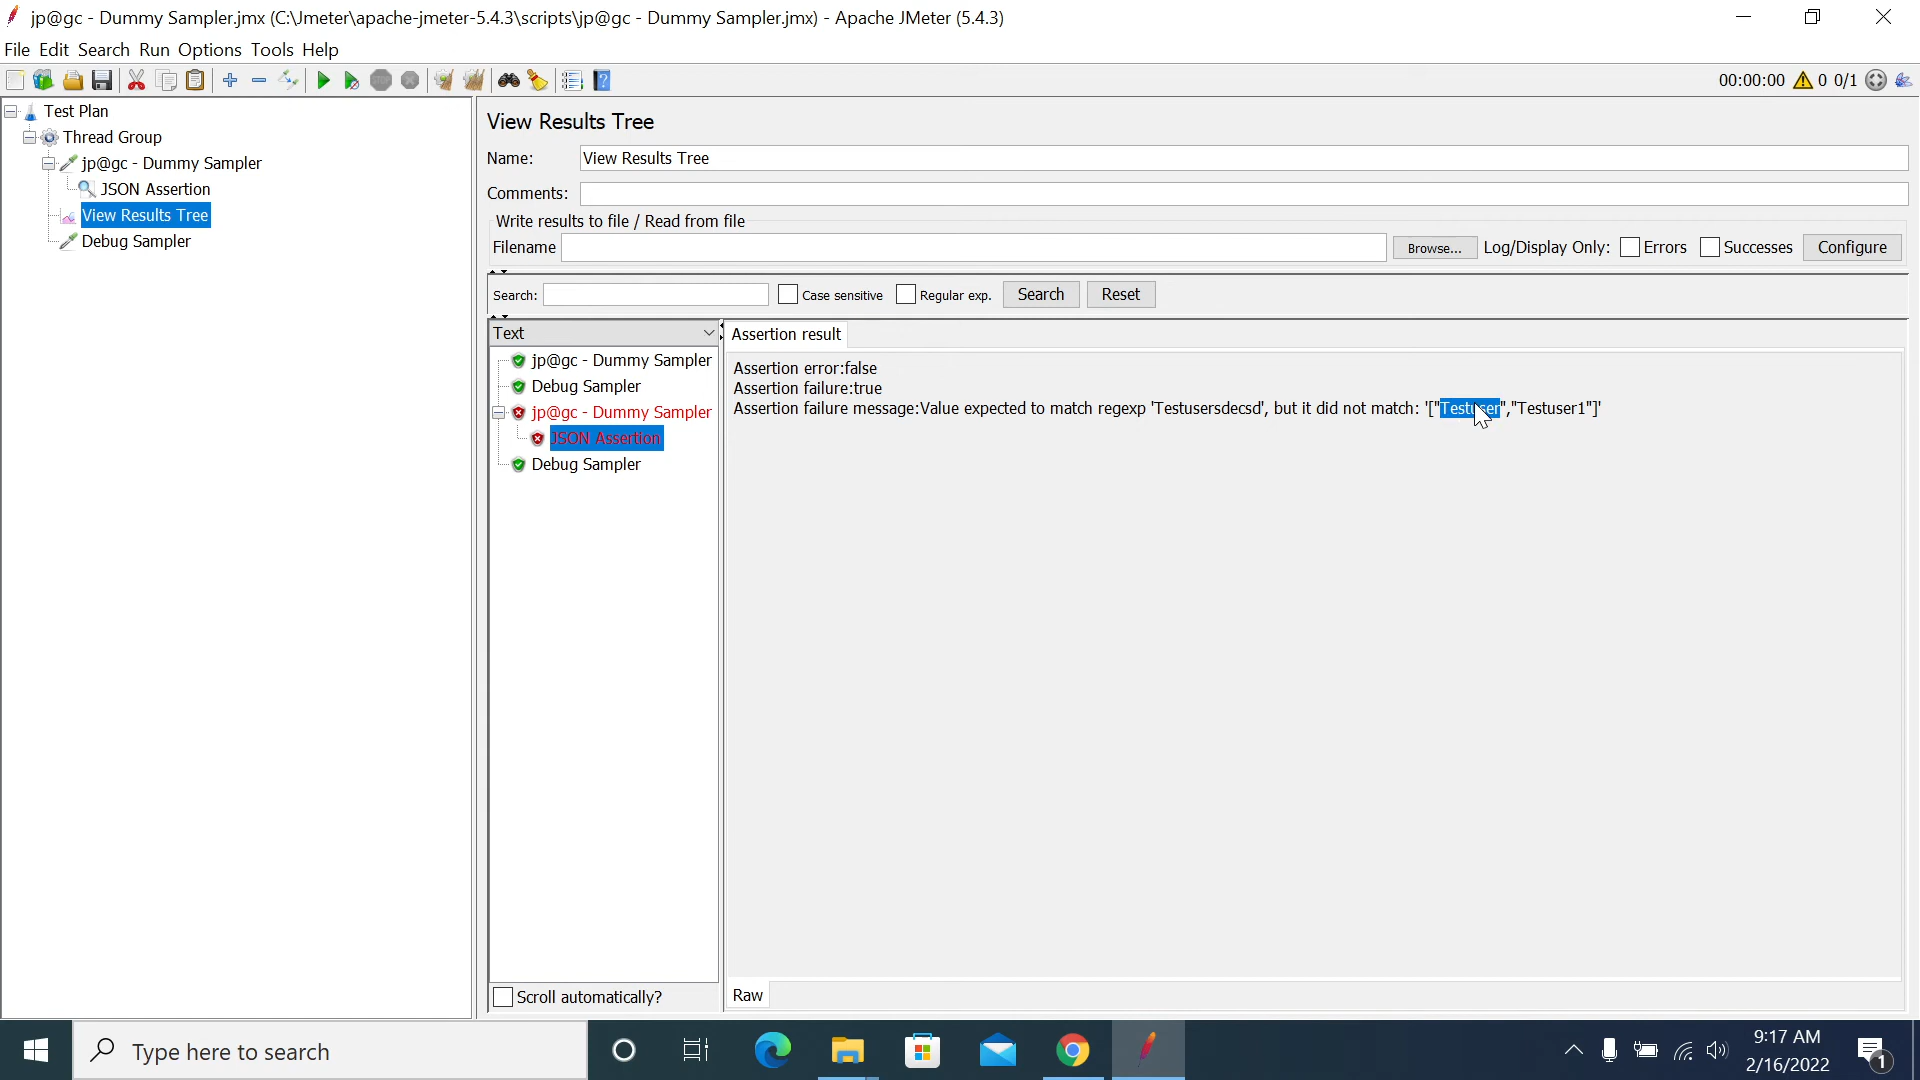 jp@gc - Dummy Sampler.jmx (C:\Jmeter\apache-jmeter-5.4.3\scripts\jp@gc - Dummy Sampler.jmx) - Apache JMeter (5.4.3)
File Edit Search Run Options Tools Help
00:00:00 0 0/1
Test Plan
Thread Group
jp@gc - Dummy Sampler
JSON Assertion
View Results Tree
Debug Sampler
View Results Tree
Name: View Results Tree
Comments:
Write results to file / Read from file
Filename Browse... Log/Display Only: Errors Successes Configure
Search: Case sensitive Regular exp. Search Reset
Text
jp@gc - Dummy Sampler
Debug Sampler
jp@gc - Dummy Sampler
JSON Assertion
Debug Sampler
Scroll automatically?
Assertion result
Assertion error:false
Assertion failure:true
Assertion failure message:Value expected to match regexp 'Testusersdecsd', but it did not match: '["Testuser","Testuser1"]'
Raw
Type here to search
9:17 AM
2/16/2022
1